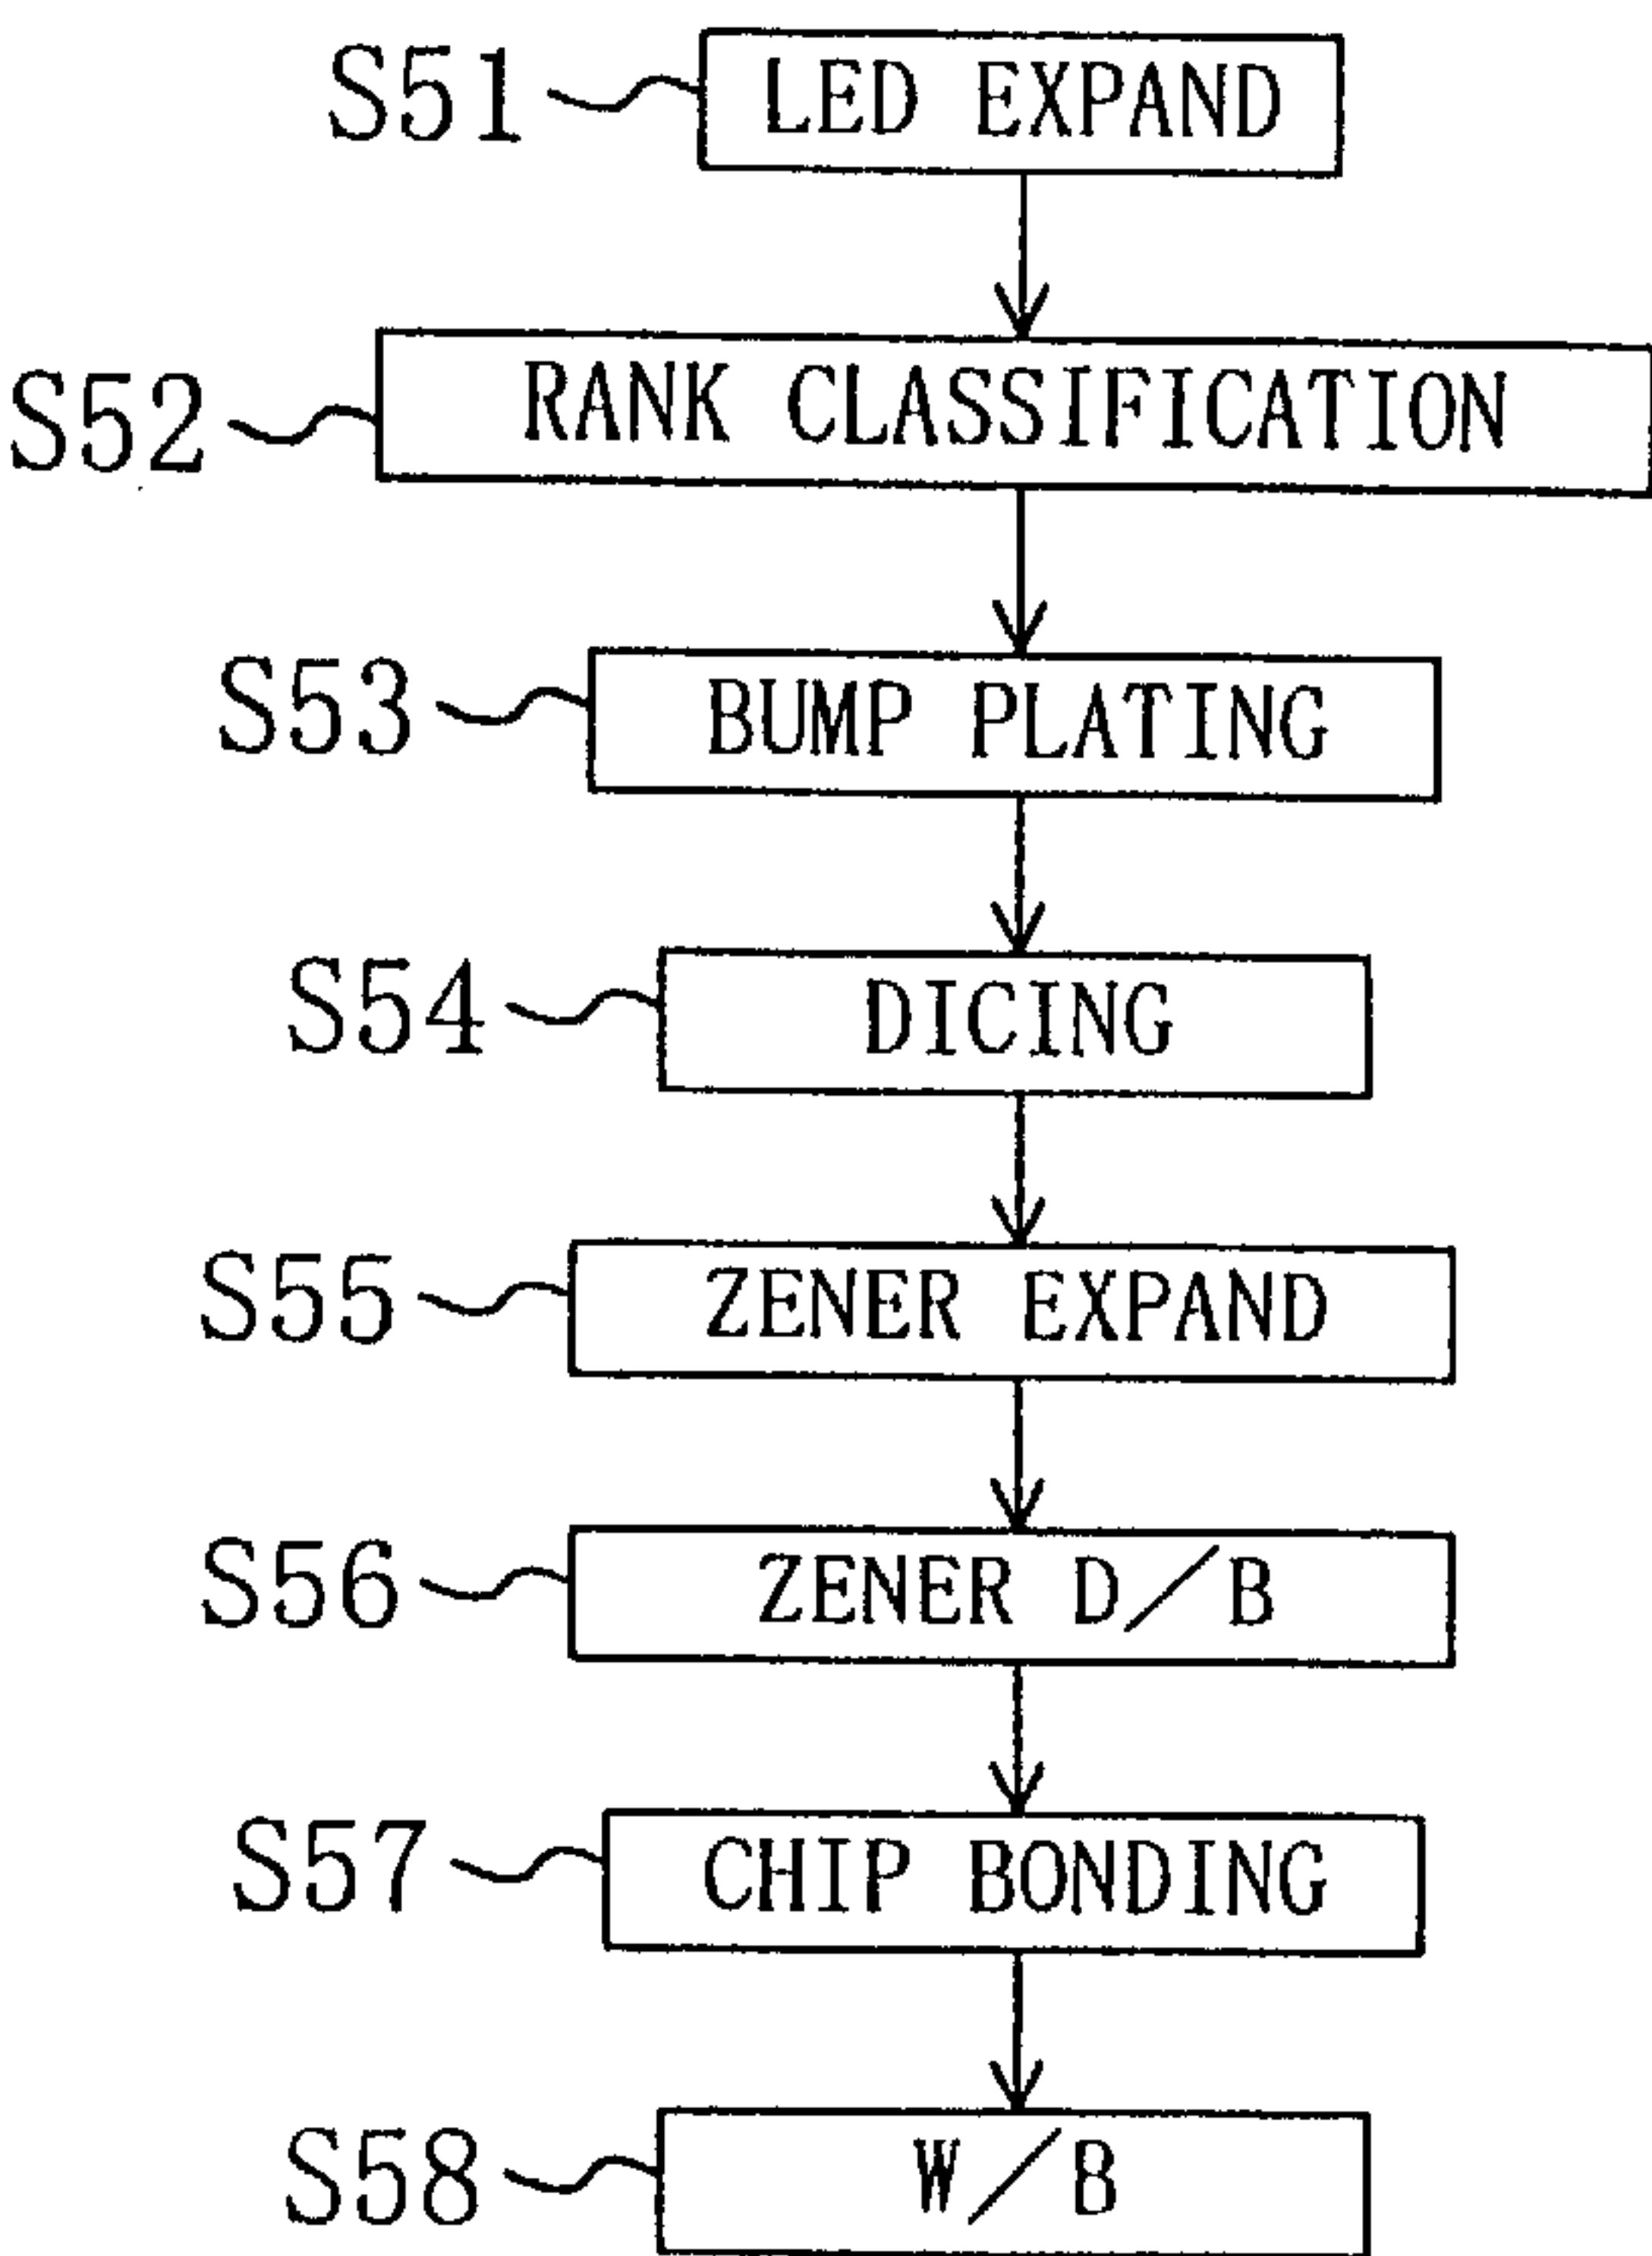 S51 LED EXPAND
S52 RANK CLASSIFICATION
S53 BUMP PLATING
S54 DICING
S55 ZENER EXPAND
S56 ZENER D/B
S57 CHIP BONDING
S58 W/B